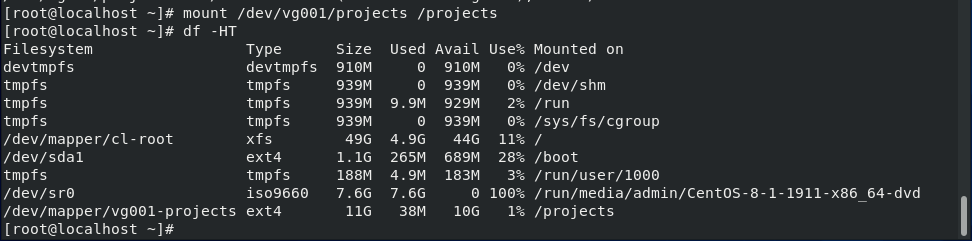 [root@localhost ~]# mount /dev/vg001/projects /projects
[root@localhost ~]# df -HT
Filesystem                 Type      Size  Used Avail Use% Mounted on
devtmpfs                   devtmpfs  910M     0  910M   0% /dev
tmpfs                      tmpfs     939M     0  939M   0% /dev/shm
tmpfs                      tmpfs     939M  9.9M  929M   2% /run
tmpfs                      tmpfs     939M     0  939M   0% /sys/fs/cgroup
/dev/mapper/cl-root        xfs        49G  4.9G   44G  11% /
/dev/sda1                  ext4      1.1G  265M  689M  28% /boot
tmpfs                      tmpfs     188M  4.9M  183M   3% /run/user/1000
/dev/sr0                   iso9660   7.6G  7.6G     0 100% /run/media/admin/CentOS-8-1-1911-x86_64-dvd
/dev/mapper/vg001-projects ext4       11G   38M   10G   1% /projects
[root@localhost ~]#